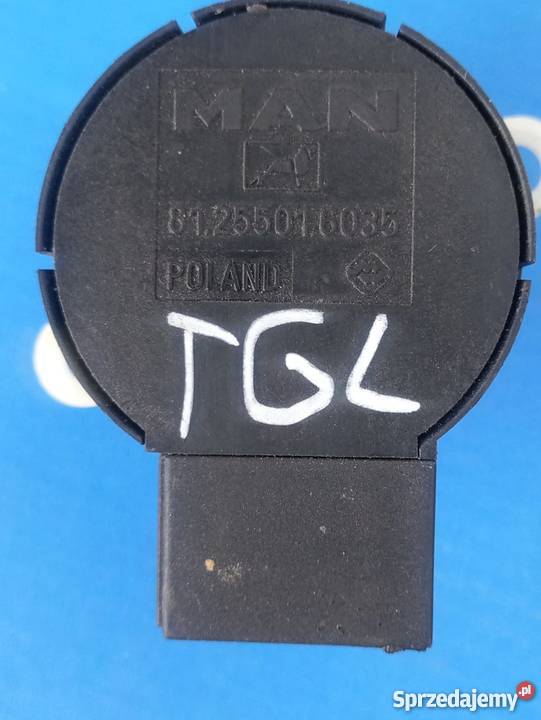 MAN
81.25501.6035
POLAND
TGL
Sprzedajemy.pl